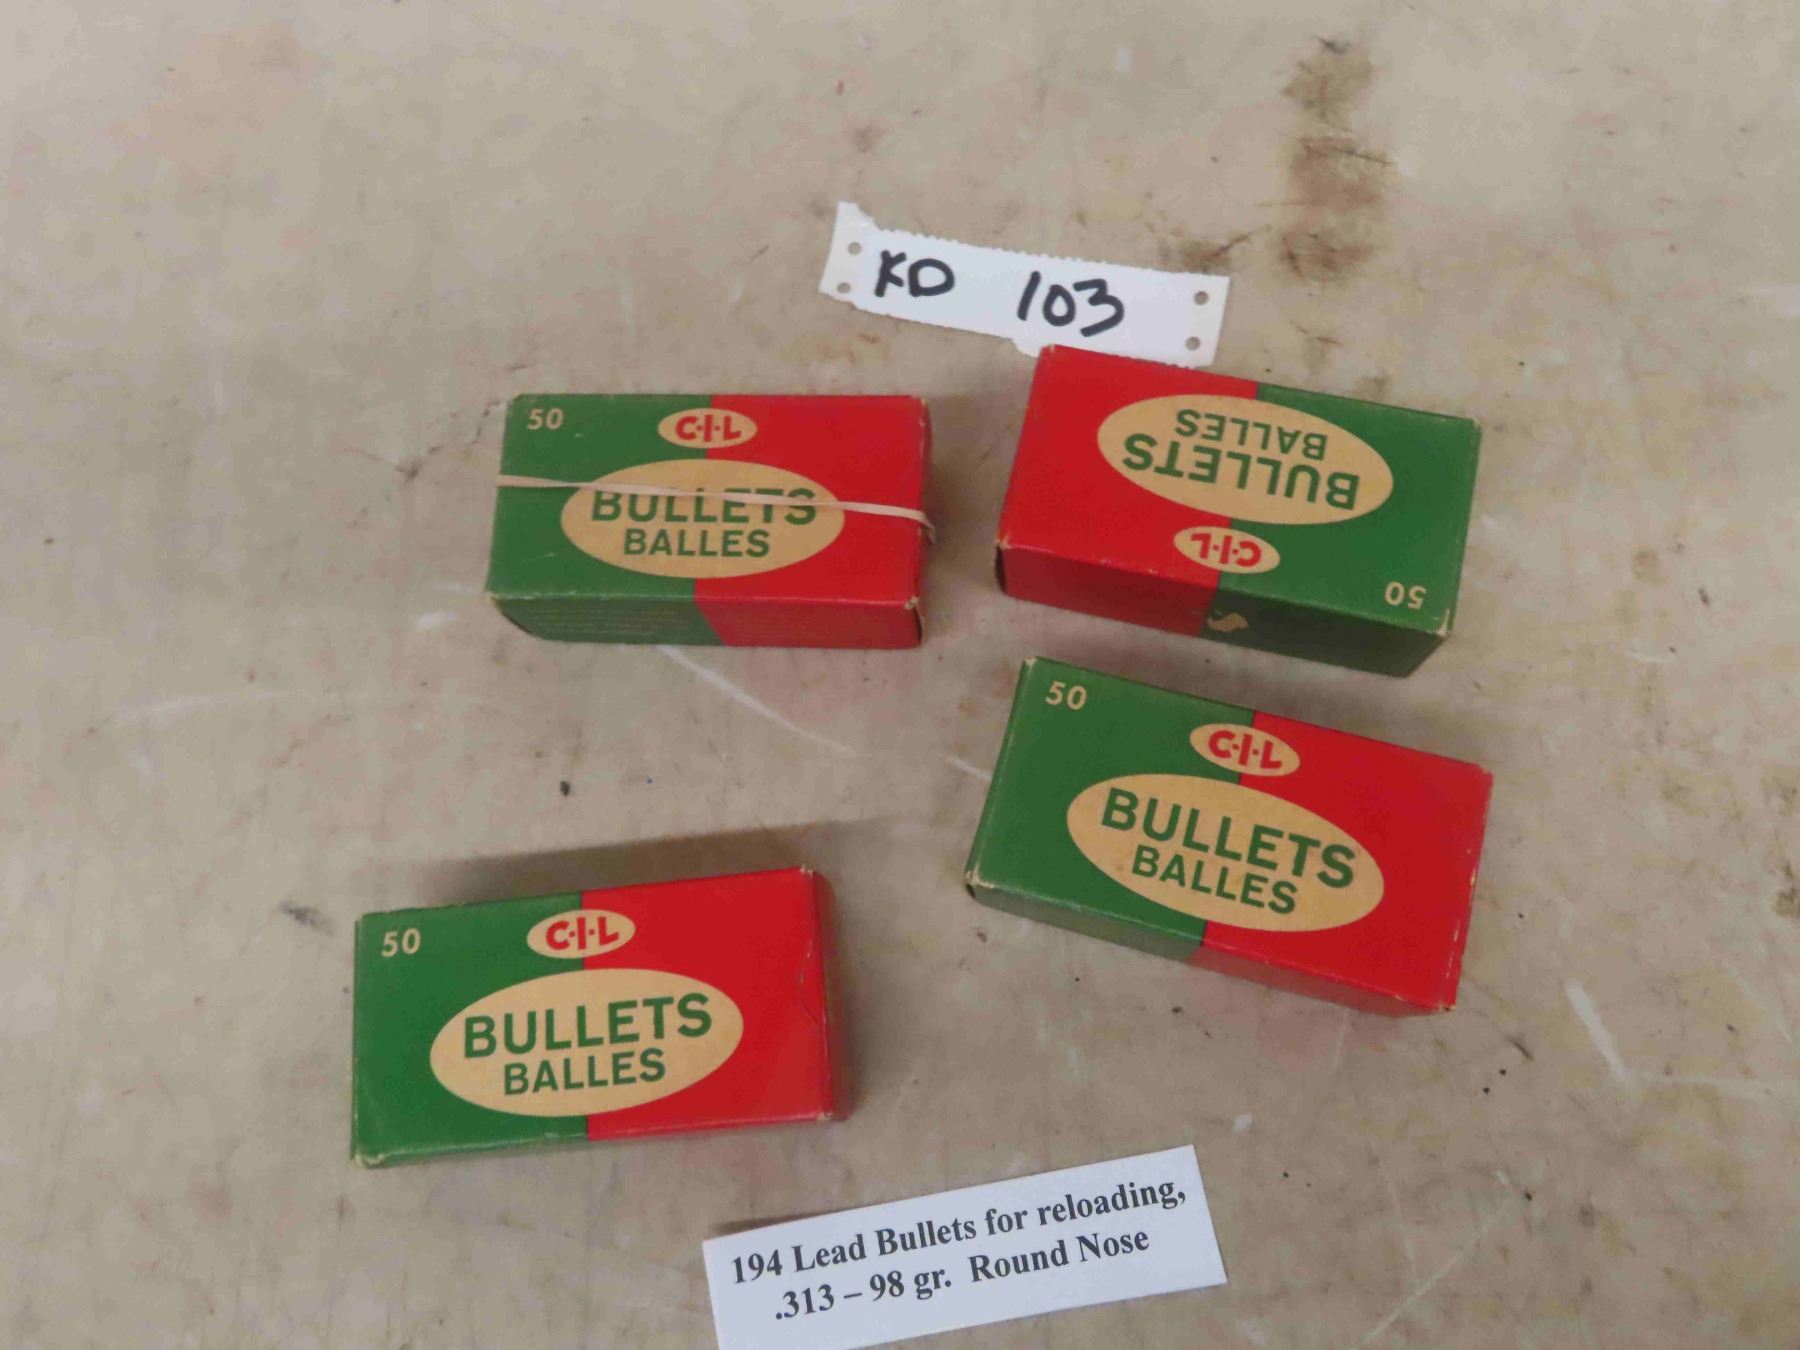 KD 103
50
C·I·L
BULLETS
BALLES
50
C·I·L
BULLETS
BALLES
50
C·I·L
BULLETS
BALLES
50
C·I·L
BULLETS
BALLES
194 Lead Bullets for reloading,
.313 – 98 gr. Round Nose